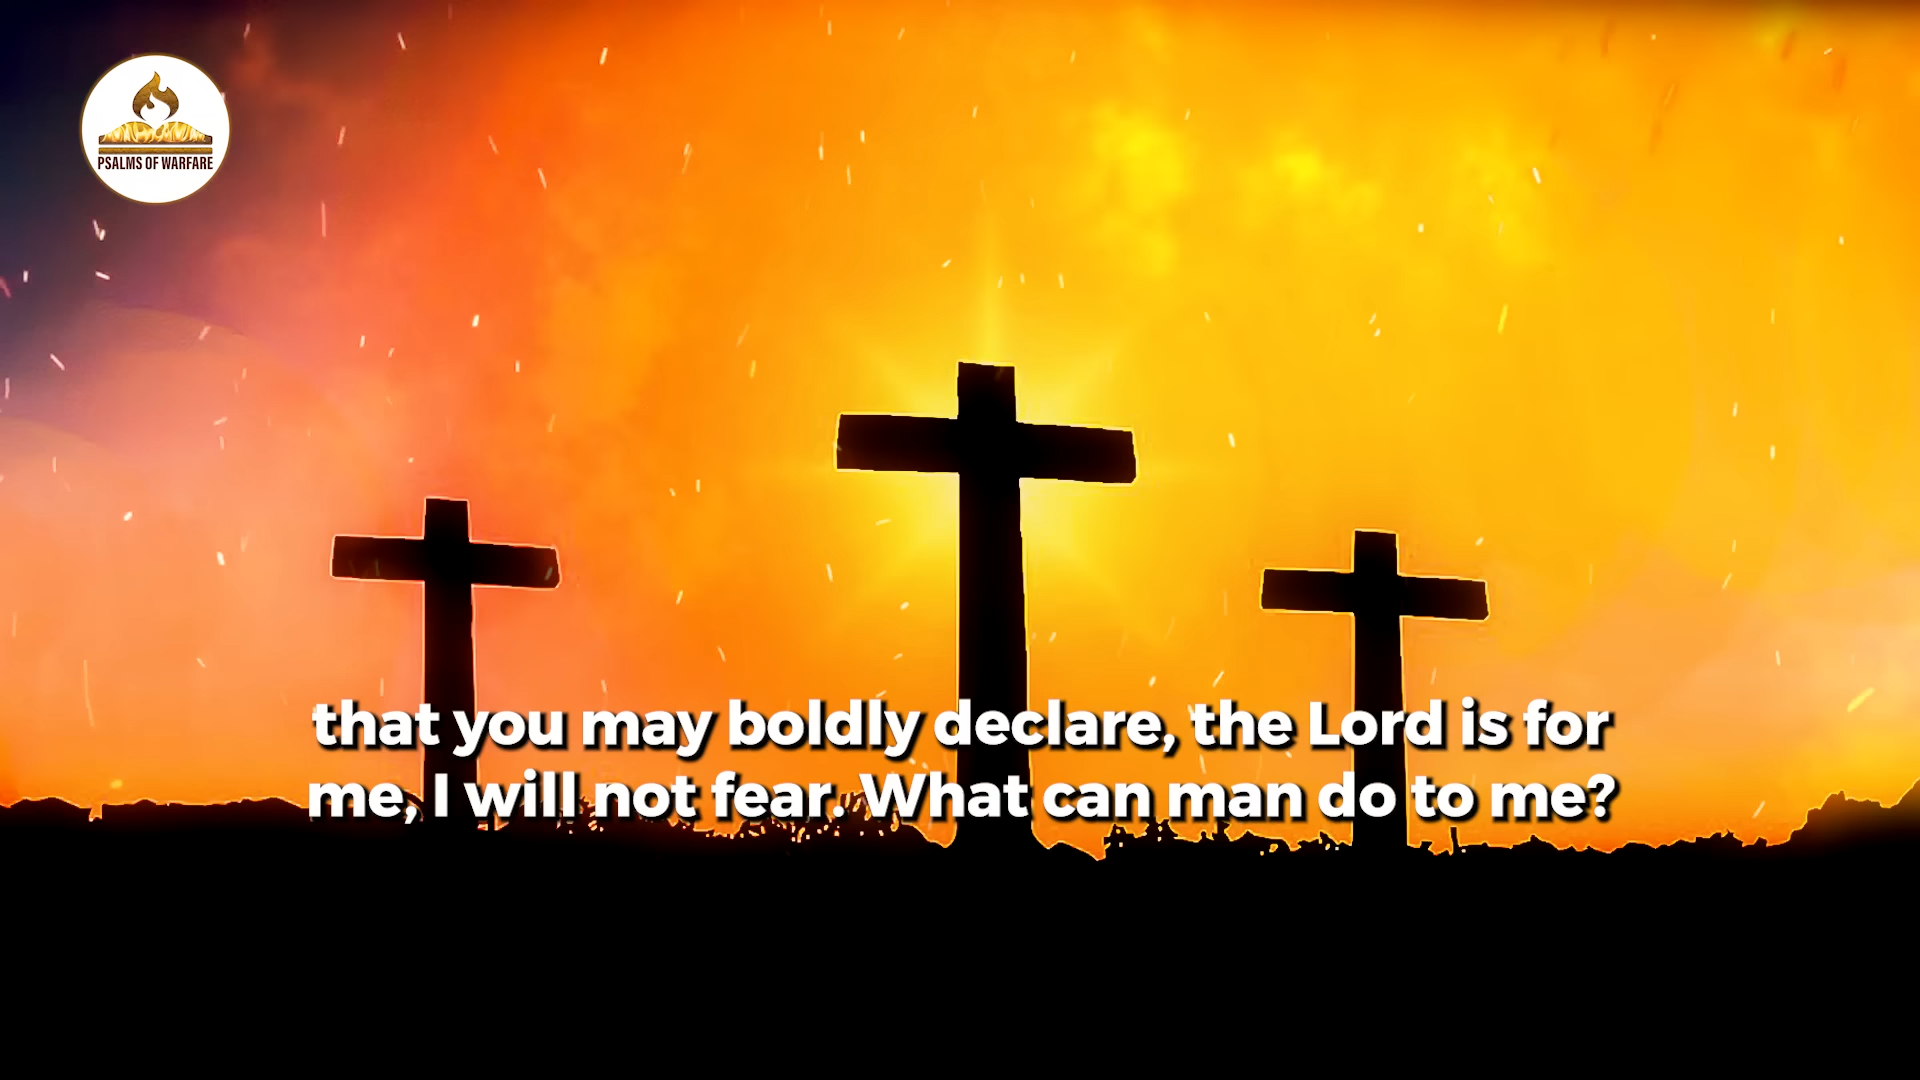 PSALMS OF WARFARE
that you may boldly declare, the Lord is for
me, I will not fear. What can man do to me?